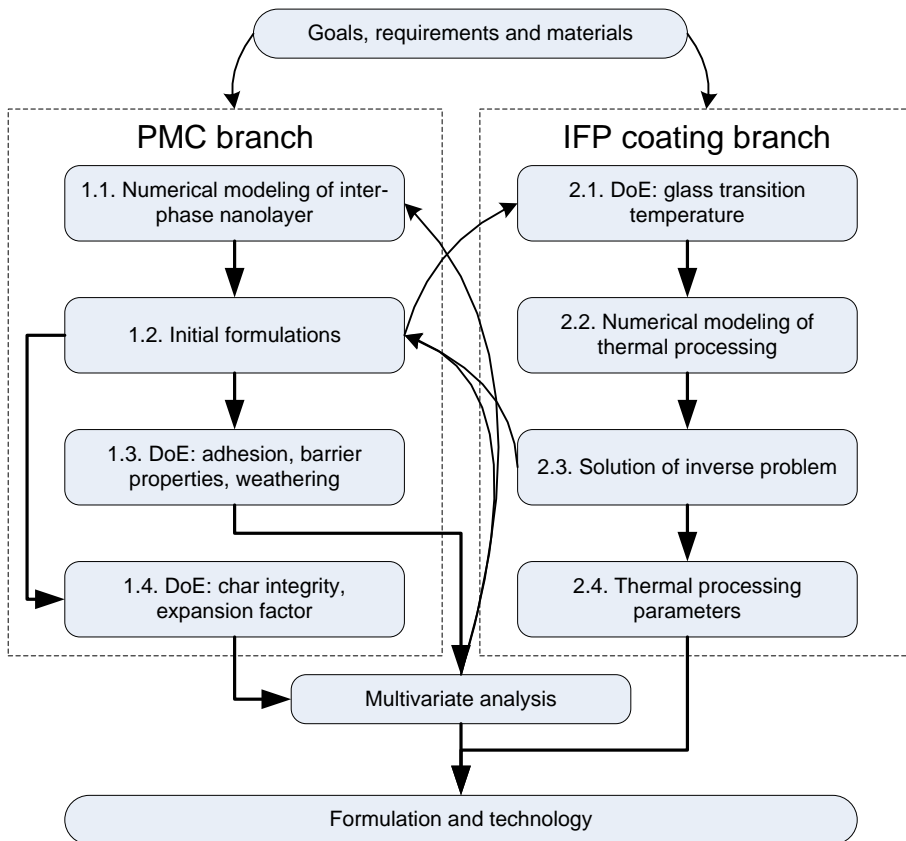 Goals, requirements and materials
PMC branch
1.1. Numerical modeling of inter-
phase nanolayer
1.2. Initial formulations
1.3. DoE: adhesion, barrier
properties, weathering
1.4. DoE: char integrity,
expansion factor
IFP coating branch
2.1. DoE: glass transition
temperature
2.2. Numerical modeling of
thermal processing
2.3. Solution of inverse problem
2.4. Thermal processing
parameters
Multivariate analysis
Formulation and technology